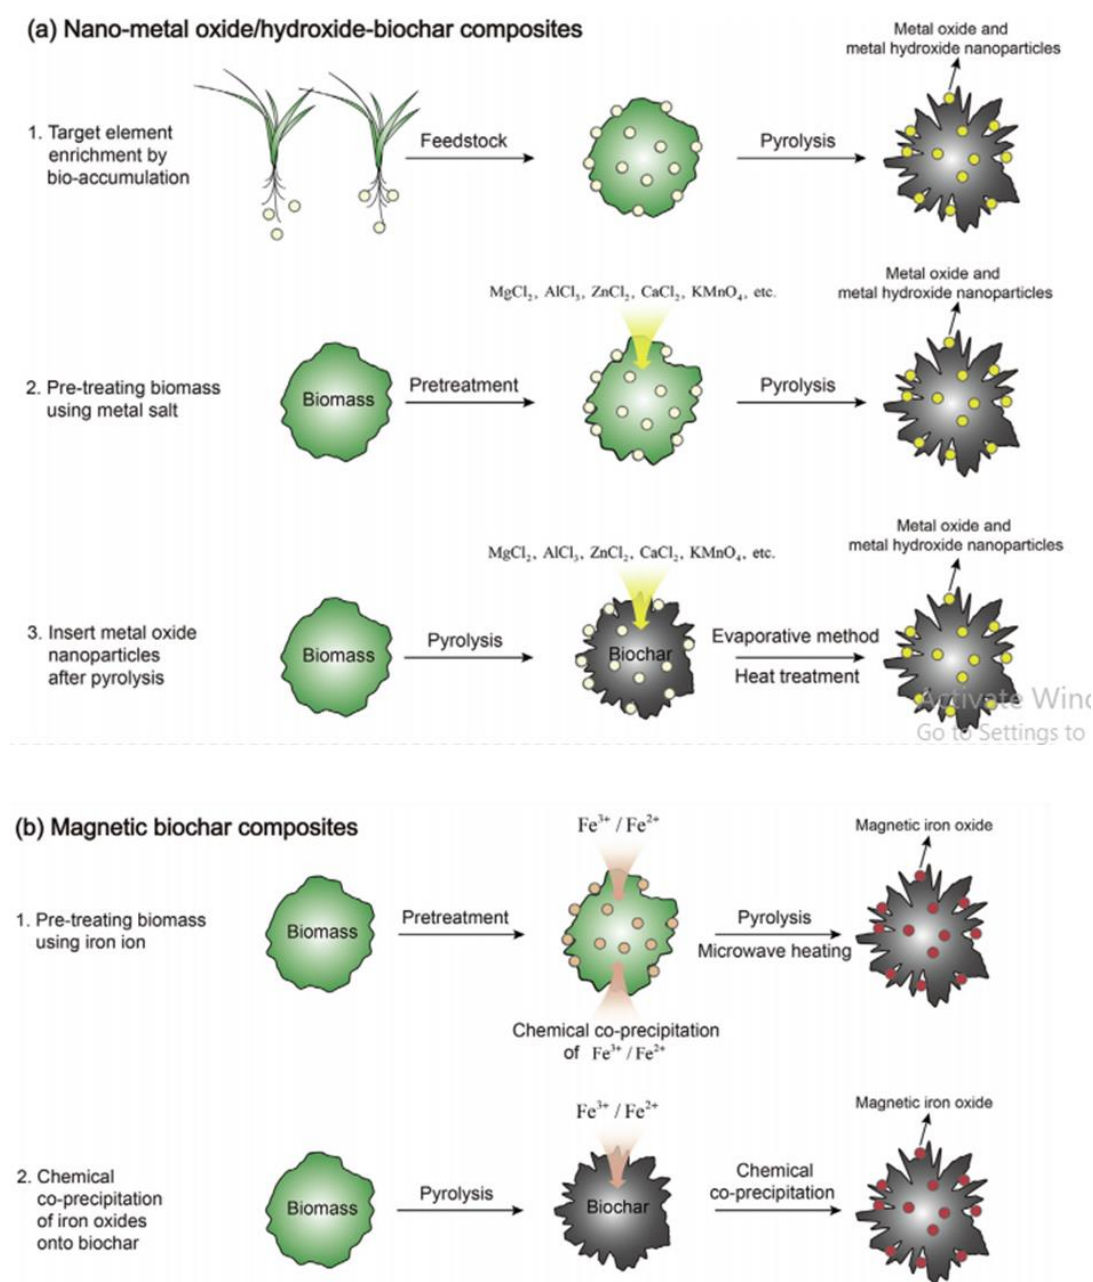 (a) Nano-metal oxide/hydroxide-biochar composites
Metal oxide and
metal hydroxide nanoparticles
1. Target element
enrichment by
bio-accumulation
Feedstock
Pyrolysis
MgCl₂, AlCl₃, ZnCl₂, CaCl₂, KMnO₄, etc.
Metal oxide and
metal hydroxide nanoparticles
2. Pre-treating biomass
using metal salt
Biomass
Pretreatment
Pyrolysis
MgCl₂, AlCl₃, ZnCl₂, CaCl₂, KMnO₄, etc.
Metal oxide and
metal hydroxide nanoparticles
3. Insert metal oxide
nanoparticles
after pyrolysis
Biomass
Pyrolysis
Biochar
Evaporative method
Heat treatment
Activate Wind
Go to Settings to
(b) Magnetic biochar composites
Fe³⁺ / Fe²⁺
Magnetic iron oxide
1. Pre-treating biomass
using iron ion
Biomass
Pretreatment
Pyrolysis
Microwave heating
Chemical co-precipitation
of Fe³⁺ / Fe²⁺
Fe³⁺ / Fe²⁺
Magnetic iron oxide
2. Chemical
co-precipitation
of iron oxides
onto biochar
Biomass
Pyrolysis
Biochar
Chemical
co-precipitation